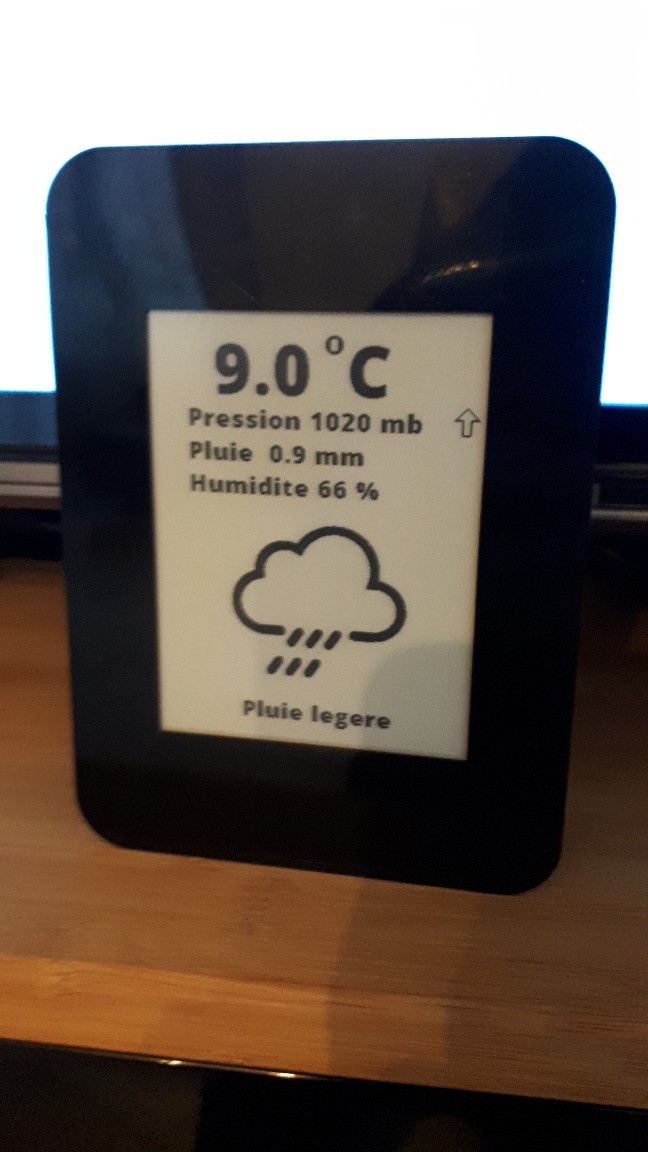 9.0 °C
Pression 1020 mb
Pluie 0.9 mm
Humidite 66 %
Pluie legere